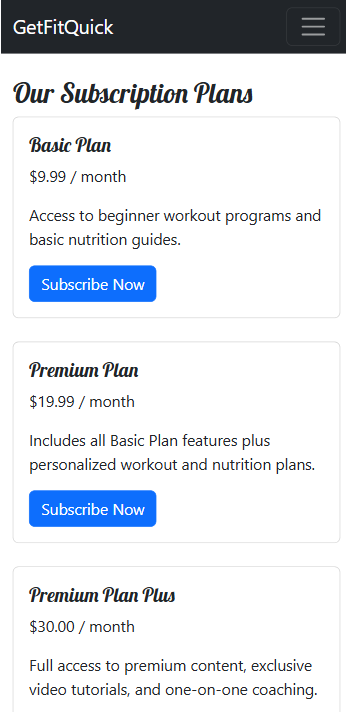 GetFitQuick
Our Subscription Plans
Basic Plan
$9.99 / month
Access to beginner workout programs and
basic nutrition guides.
Subscribe Now
Premium Plan
$19.99 / month
Includes all Basic Plan features plus
personalized workout and nutrition plans.
Subscribe Now
Premium Plan Plus
$30.00 / month
Full access to premium content, exclusive
video tutorials, and one-on-one coaching.